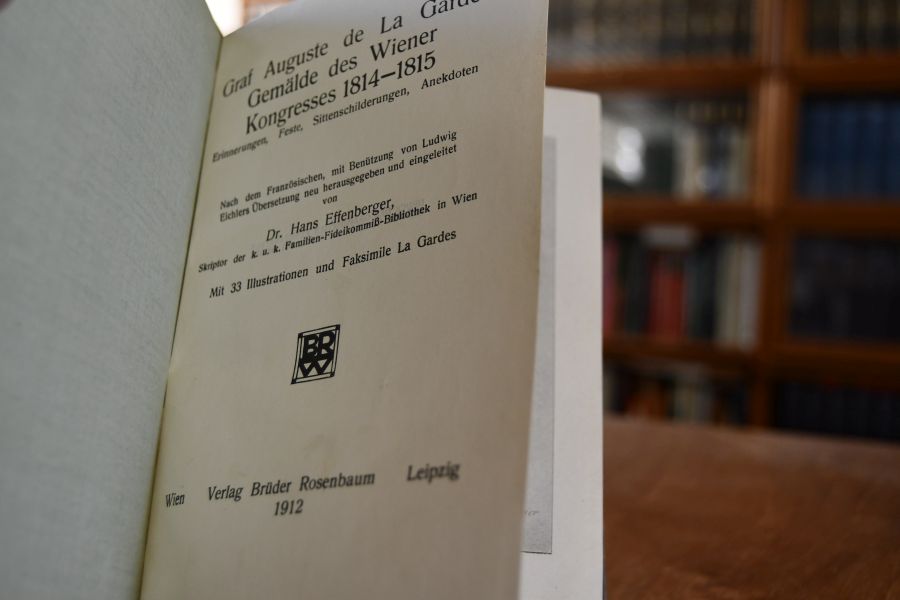 Graf Auguste de La Garde
Gemälde des Wiener
Kongresses 1814—1815
Erinnerungen, Feste, Sittenschilderungen, Anekdoten
Nach dem Französischen, mit Benützung von Ludwig
Eichlers Übersetzung neu herausgegeben und eingeleitet
von
Dr. Hans Effenberger,
Skriptor der k. u. k. Familien-Fideikommiß-Bibliothek in Wien
Mit 33 Illustrationen und Faksimile La Gardes
BR
W
Wien Verlag Brüder Rosenbaum Leipzig
1912